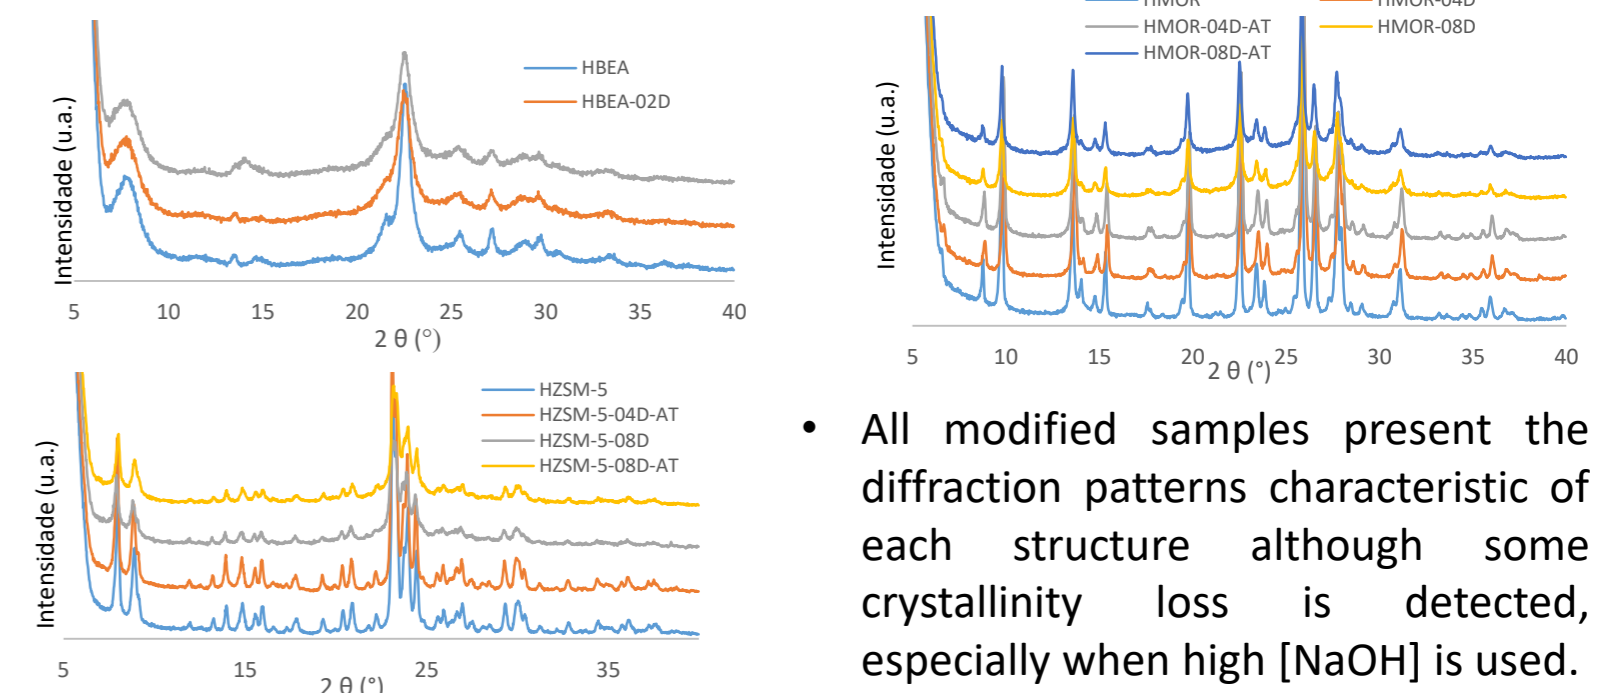 HBEA
HBEA-02D
Intensidade (u.a.)
5 10 15 20 25 30 35 40
2 θ (°)
HMOR HMOR-04D
HMOR-04D-AT HMOR-08D
HMOR-08D-AT
Intensidade (u.a.)
5 10 15 20 25 30 35 40
2 θ (°)
HZSM-5
HZSM-5-04D-AT
HZSM-5-08D
HZSM-5-08D-AT
Intensidade (u.a.)
5 15 25 35
2 θ (°)
• All modified samples present the
diffraction patterns characteristic of
each structure although some
crystallinity loss is detected,
especially when high [NaOH] is used.